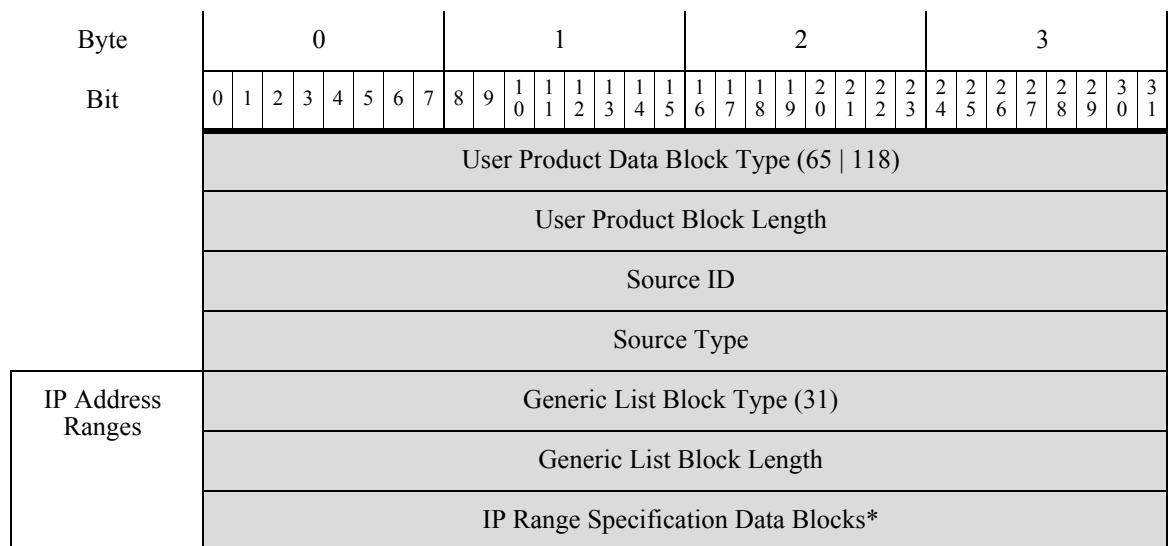 Byte 0 1 2 3
Bit 0 1 2 3 4 5 6 7 8 9 10 11 12 13 14 15 16 17 18 19 20 21 22 23 24 25 26 27 28 29 30 31
User Product Data Block Type (65 | 118)
User Product Block Length
Source ID
Source Type
IP Address
Ranges
Generic List Block Type (31)
Generic List Block Length
IP Range Specification Data Blocks*